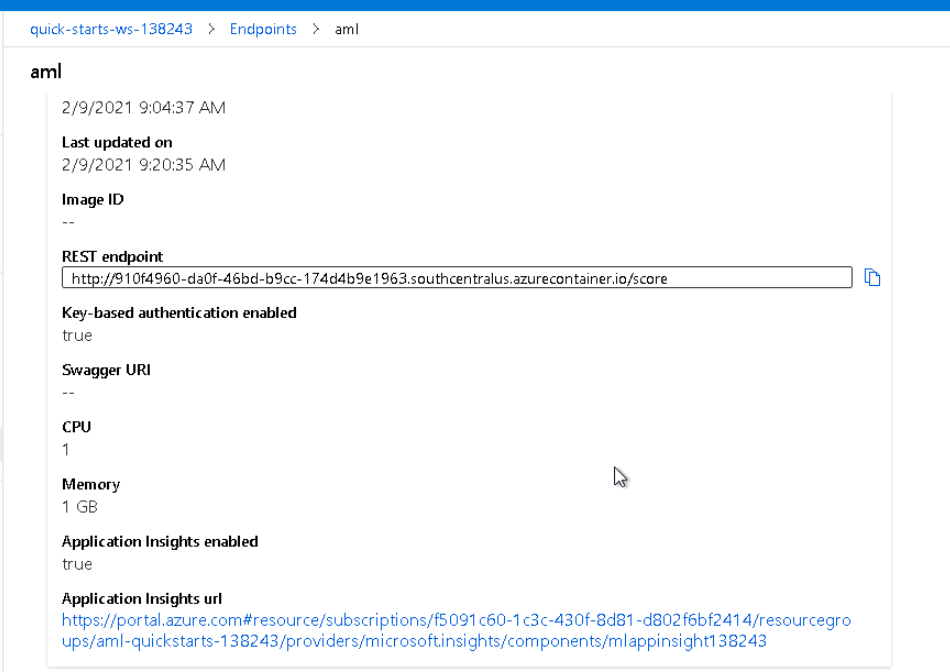 quick-starts-ws-138243 > Endpoints > aml
aml
2/9/2021 9:04:37 AM
Last updated on
2/9/2021 9:20:35 AM
Image ID
--
REST endpoint
http://910f4960-da0f-46bd-b9cc-174d4b9e1963.southcentralus.azurecontainer.io/score
Key-based authentication enabled
true
Swagger URI
--
CPU
1
Memory
1 GB
Application Insights enabled
true
Application Insights url
https://portal.azure.com#resource/subscriptions/f5091c60-1c3c-430f-8d81-d802f6bf2414/resourcegro
ups/aml-quickstarts-138243/providers/microsoft.insights/components/mlappinsight138243